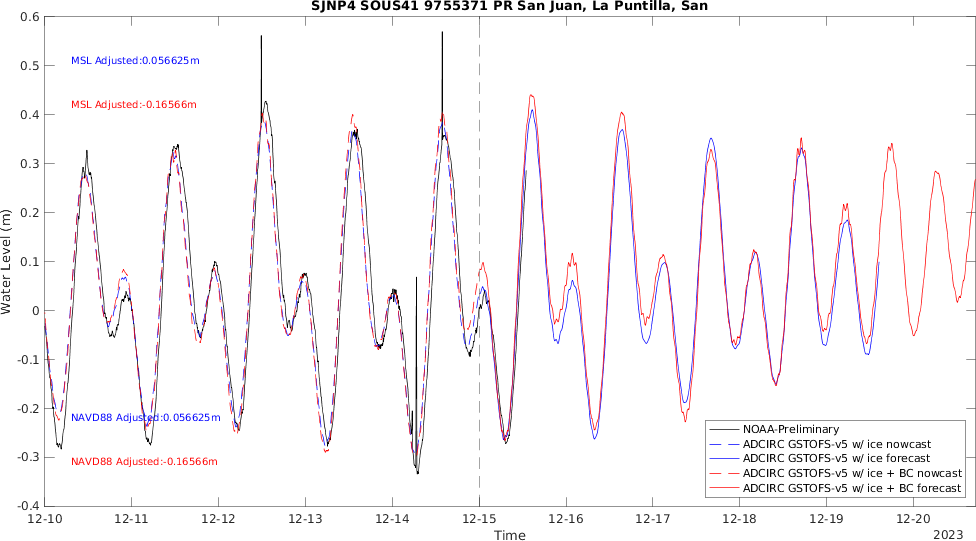 SJNP4 SOUS41 9755371 PR San Juan, La Puntilla, San
0.6
0.5
0.4
0.3
0.2
0.1
0
-0.1
-0.2
-0.3
-0.4
Water Level (m)
MSL Adjusted:0.056625m
MSL Adjusted:-0.16566m
NAVD88 Adjusted:0.056625m
NAVD88 Adjusted:-0.16566m
NOAA-Preliminary
ADCIRC GSTOFS-v5 w/ ice nowcast
ADCIRC GSTOFS-v5 w/ ice forecast
ADCIRC GSTOFS-v5 w/ ice + BC nowcast
ADCIRC GSTOFS-v5 w/ ice + BC forecast
12-10 12-11 12-12 12-13 12-14 12-15 12-16 12-17 12-18 12-19 12-20
Time
2023